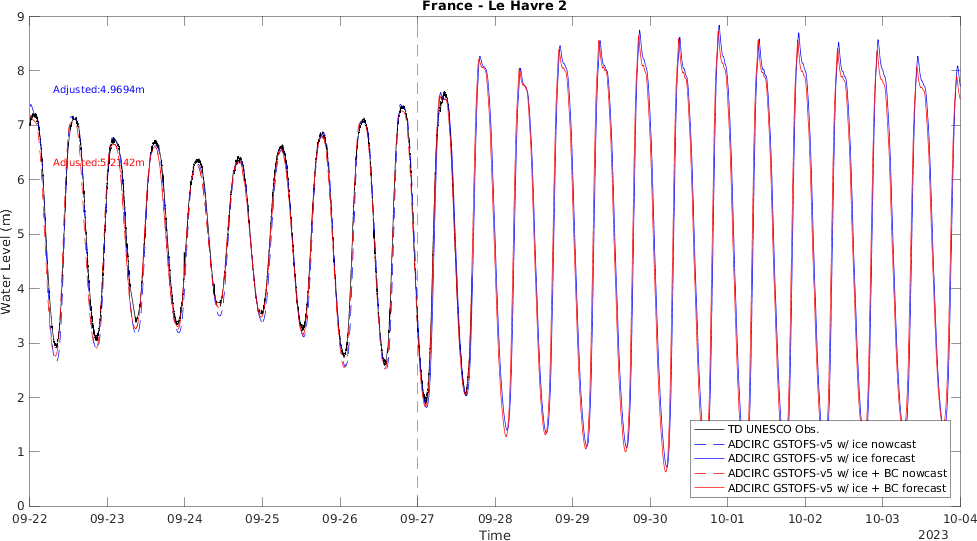 France - Le Havre 2
9
8
7
6
5
4
3
2
1
0
Water Level (m)
Adjusted:4.9694m
Adjusted:5.2142m
TD UNESCO Obs.
ADCIRC GSTOFS-v5 w/ ice nowcast
ADCIRC GSTOFS-v5 w/ ice forecast
ADCIRC GSTOFS-v5 w/ ice + BC nowcast
ADCIRC GSTOFS-v5 w/ ice + BC forecast
09-22 09-23 09-24 09-25 09-26 09-27 09-28 09-29 09-30 10-01 10-02 10-03 10-04
Time
2023